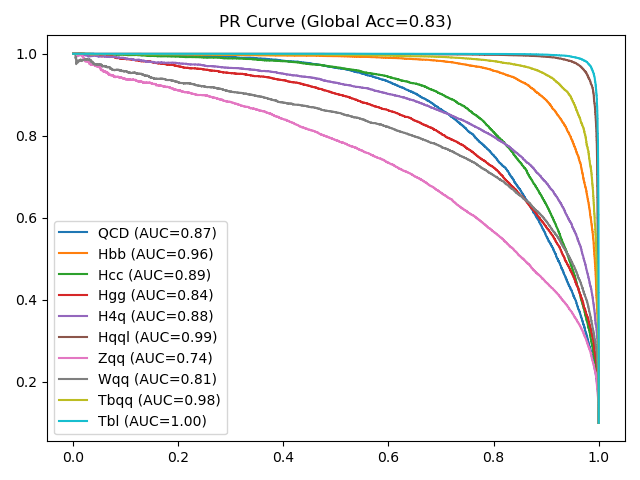 PR Curve (Global Acc=0.83)
1.0
0.8
0.6
0.4
0.2
QCD (AUC=0.87)
Hbb (AUC=0.96)
Hcc (AUC=0.89)
Hgg (AUC=0.84)
H4q (AUC=0.88)
Hqql (AUC=0.99)
Zqq (AUC=0.74)
Wqq (AUC=0.81)
Tbqq (AUC=0.98)
Tbl (AUC=1.00)
0.0 0.2 0.4 0.6 0.8 1.0